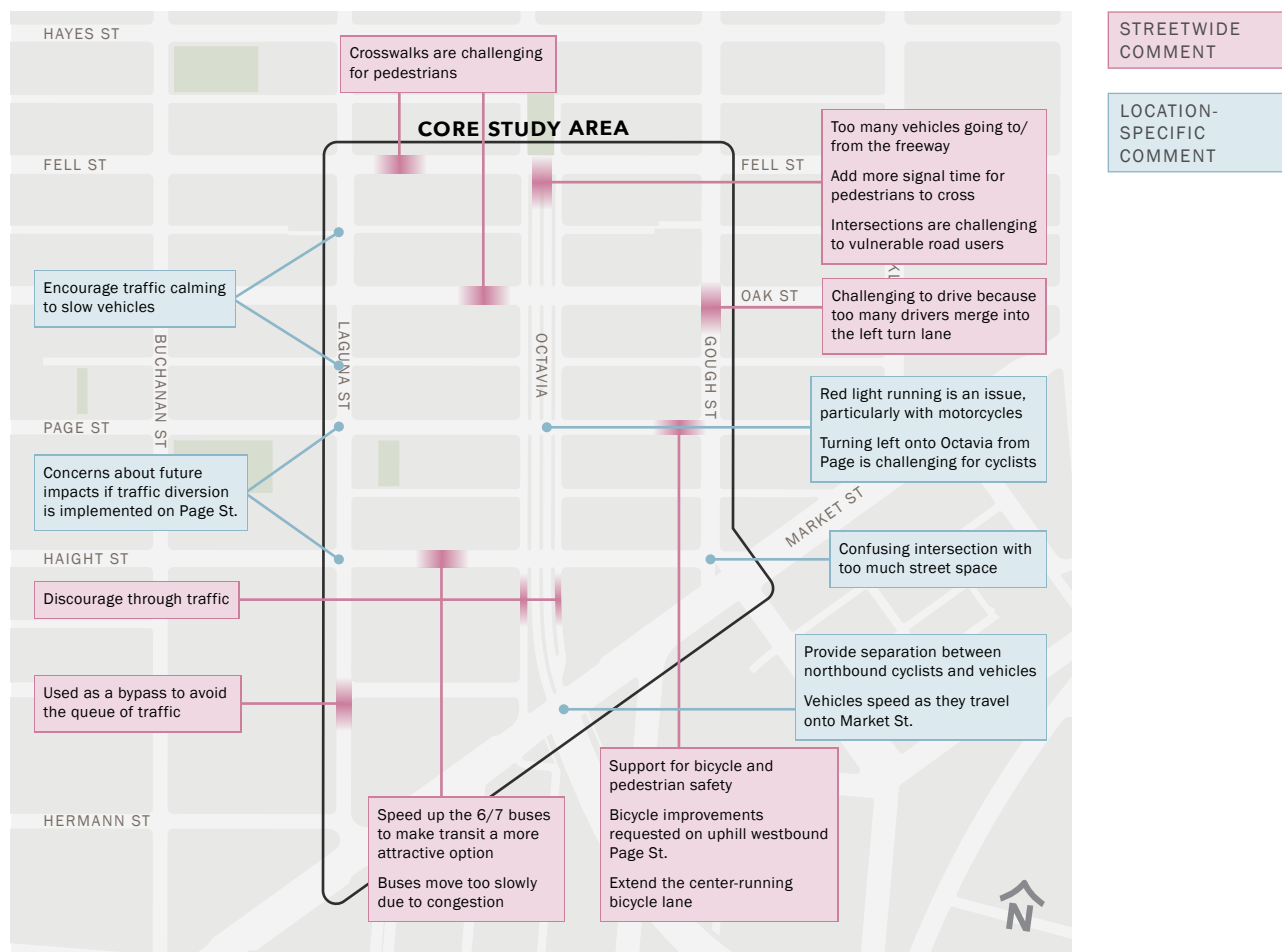 HAYES ST
Crosswalks are challenging
for pedestrians
STREETWIDE
COMMENT
LOCATION-
SPECIFIC
COMMENT
CORE STUDY AREA
FELL ST
FELL ST
Too many vehicles going to/
from the freeway
Add more signal time for
pedestrians to cross
Intersections are challenging
to vulnerable road users
Encourage traffic calming
to slow vehicles
OAK ST
Challenging to drive because
too many drivers merge into
the left turn lane
BUCHANAN ST
LAGUNA ST
OCTAVIA
GOUGH ST
PAGE ST
Red light running is an issue,
particularly with motorcycles
Turning left onto Octavia from
Page is challenging for cyclists
Concerns about future
impacts if traffic diversion
is implemented on Page St.
MARKET ST
HAIGHT ST
Confusing intersection with
too much street space
Discourage through traffic
Provide separation between
northbound cyclists and vehicles
Vehicles speed as they travel
onto Market St.
Used as a bypass to avoid
the queue of traffic
HERMANN ST
Speed up the 6/7 buses
to make transit a more
attractive option
Buses move too slowly
due to congestion
Support for bicycle and
pedestrian safety
Bicycle improvements
requested on uphill westbound
Page St.
Extend the center-running
bicycle lane
N